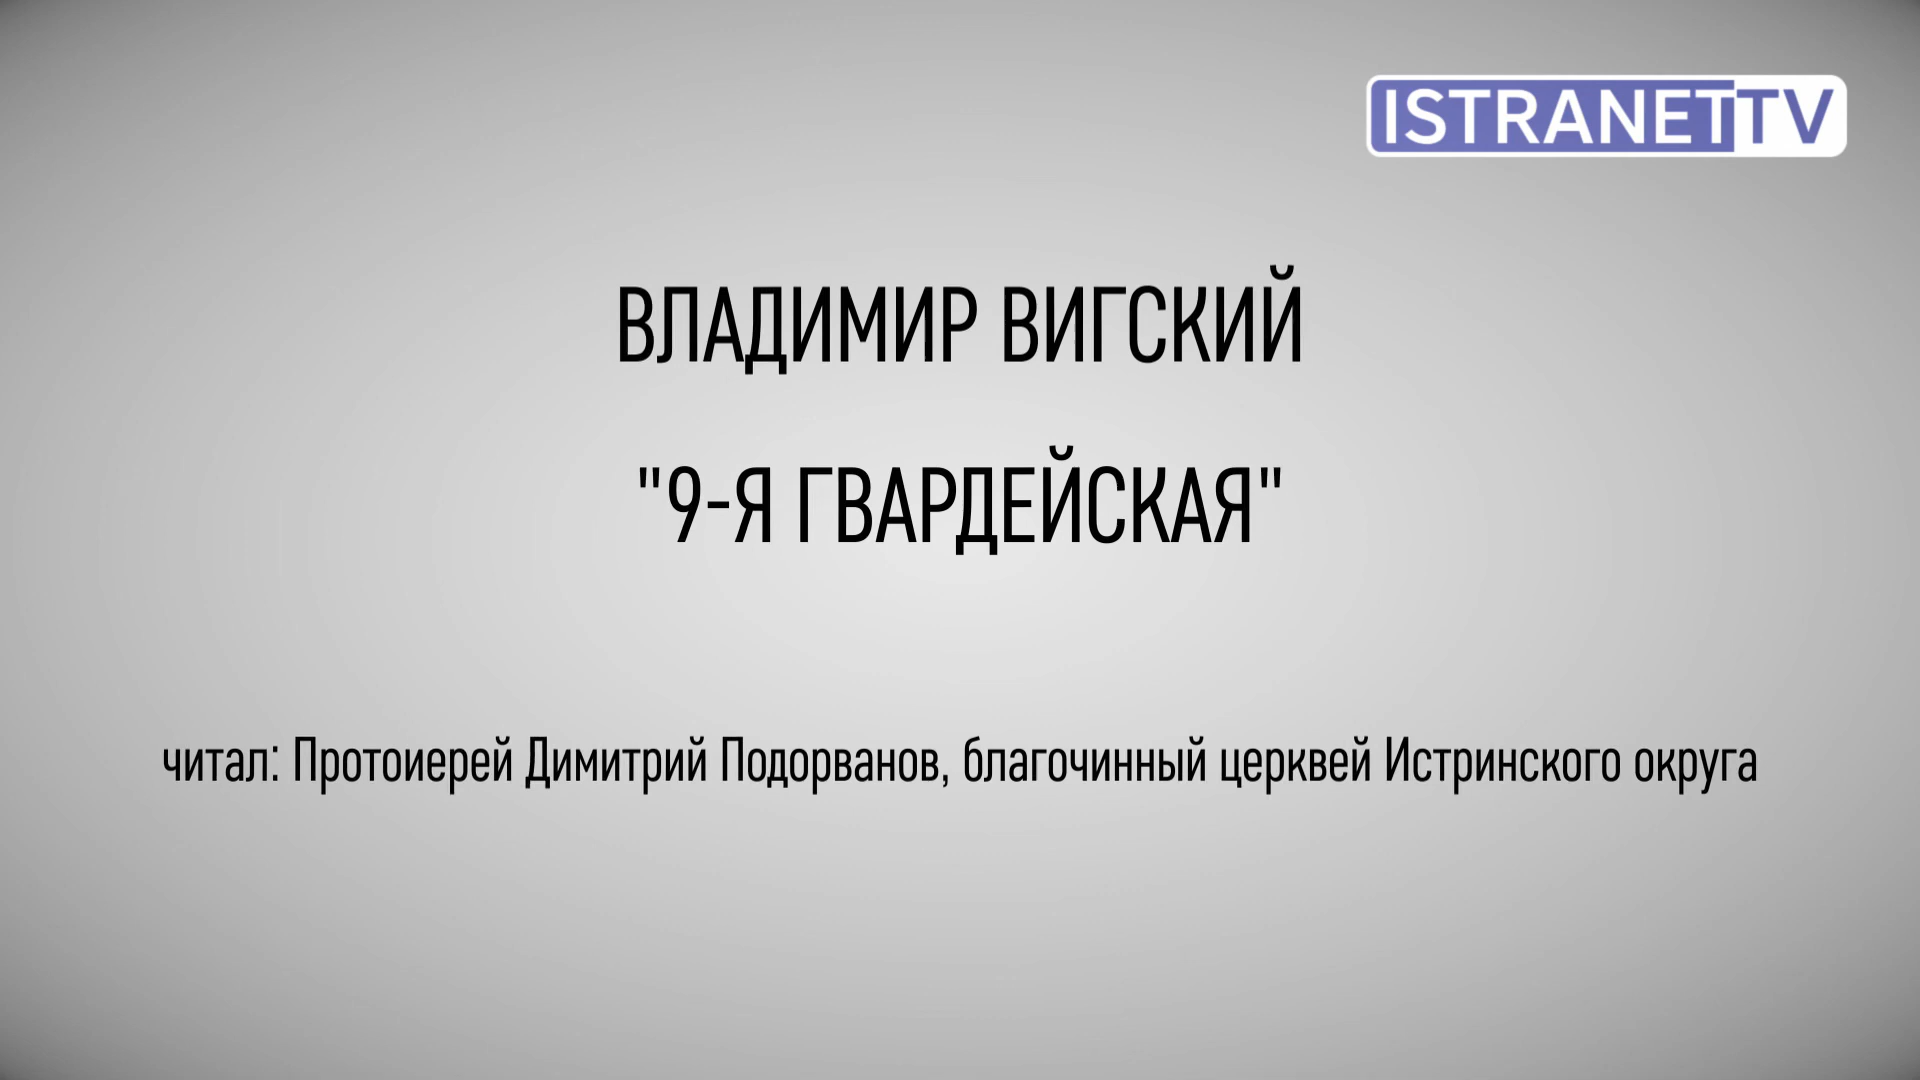 ISTRANETTV
ВЛАДИМИР ВИГСКИЙ
"9-Я ГВАРДЕЙСКАЯ"
читал: Протоиерей Димитрий Подорванов, благочинный церквей Истринского округа